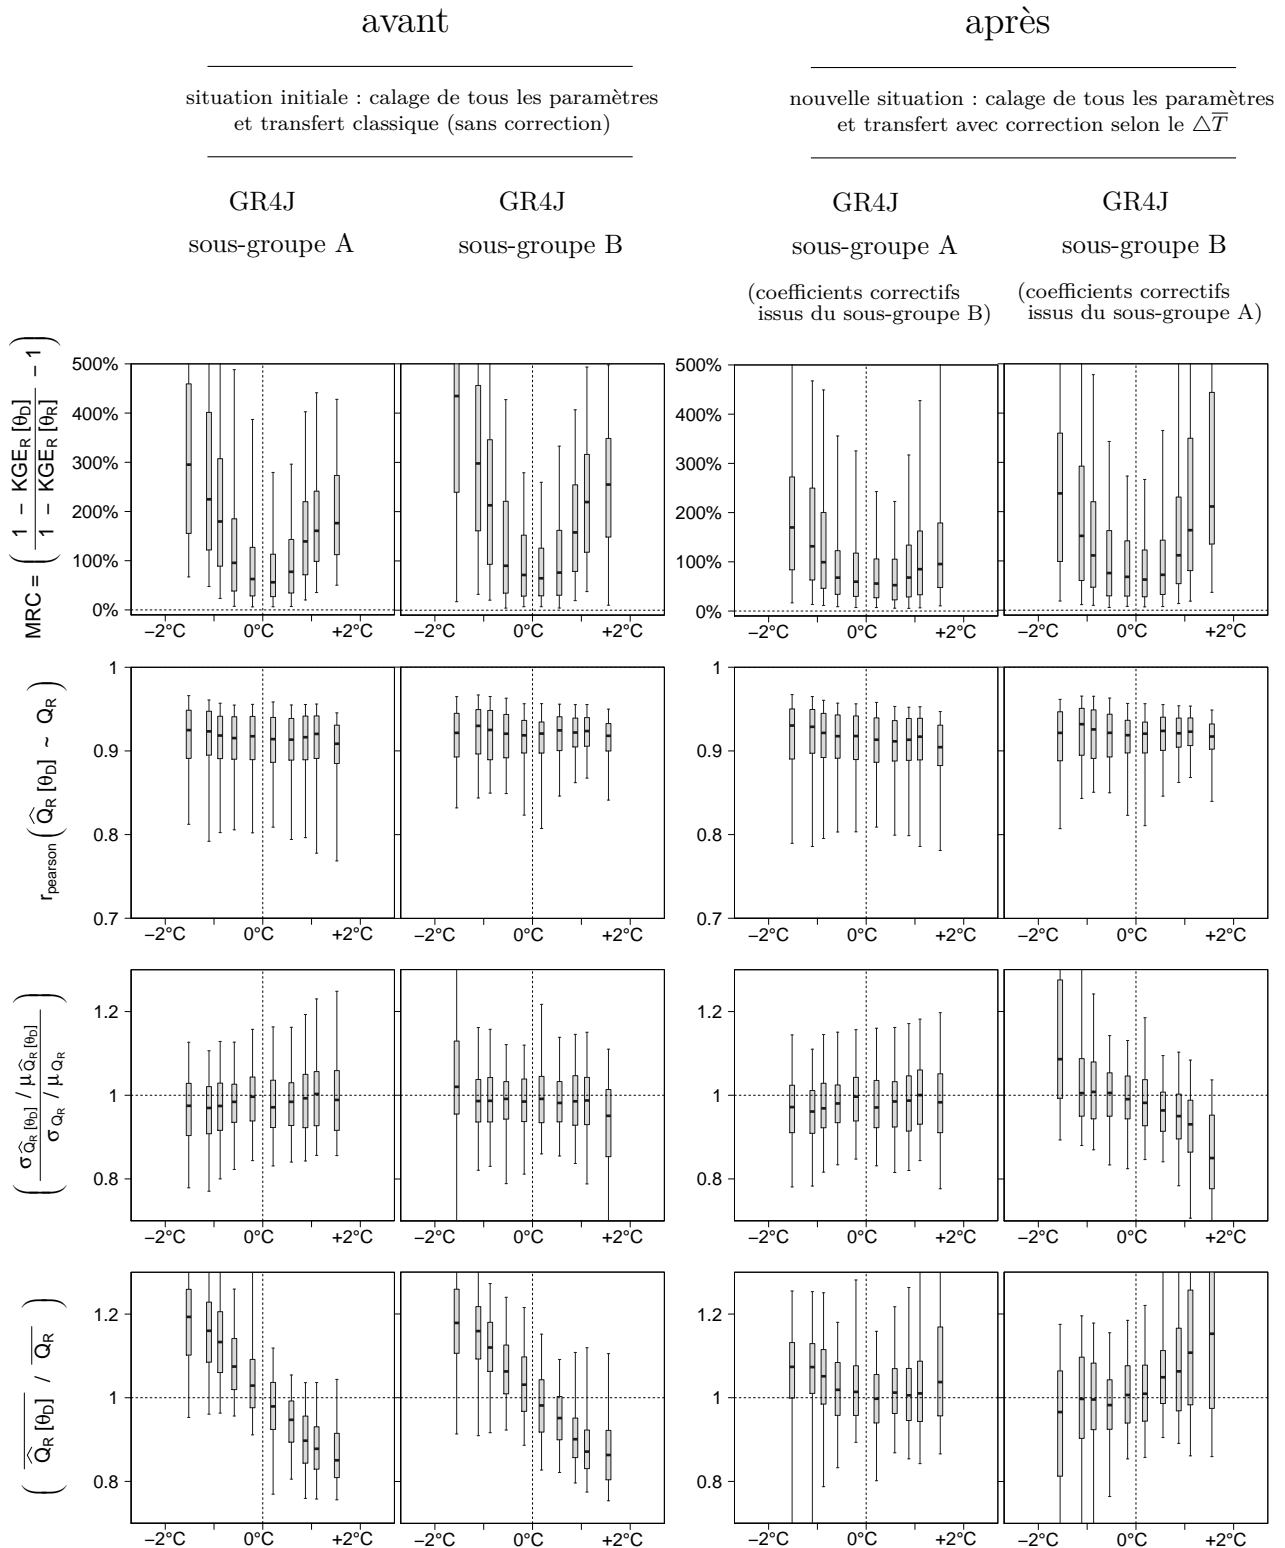 avant
après
situation initiale : calage de tous les paramètres
et transfert classique (sans correction)
nouvelle situation : calage de tous les paramètres
et transfert avec correction selon le △T̅
GR4J
GR4J
GR4J
GR4J
sous-groupe A
sous-groupe B
sous-groupe A
sous-groupe B
(coefficients correctifs
issus du sous-groupe B)
(coefficients correctifs
issus du sous-groupe A)
MRC = ( (1 − KGE_R [θ_D]) / (1 − KGE_R [θ_R]) − 1 )
500%
400%
300%
200%
100%
0%
−2°C 0°C +2°C
−2°C 0°C +2°C
500%
400%
300%
200%
100%
0%
−2°C 0°C +2°C
−2°C 0°C +2°C
r_pearson ( Q̂_R [θ_D] ~ Q_R )
1
0.9
0.8
0.7
−2°C 0°C +2°C
−2°C 0°C +2°C
1
0.9
0.8
0.7
−2°C 0°C +2°C
−2°C 0°C +2°C
( (σ_Q̂_R [θ_D] / μ_Q̂_R [θ_D]) / (σ_Q_R / μ_Q_R) )
1.2
1
0.8
−2°C 0°C +2°C
−2°C 0°C +2°C
1.2
1
0.8
−2°C 0°C +2°C
−2°C 0°C +2°C
( Q̂_R [θ_D] / Q_R )
1.2
1
0.8
−2°C 0°C +2°C
−2°C 0°C +2°C
1.2
1
0.8
−2°C 0°C +2°C
−2°C 0°C +2°C